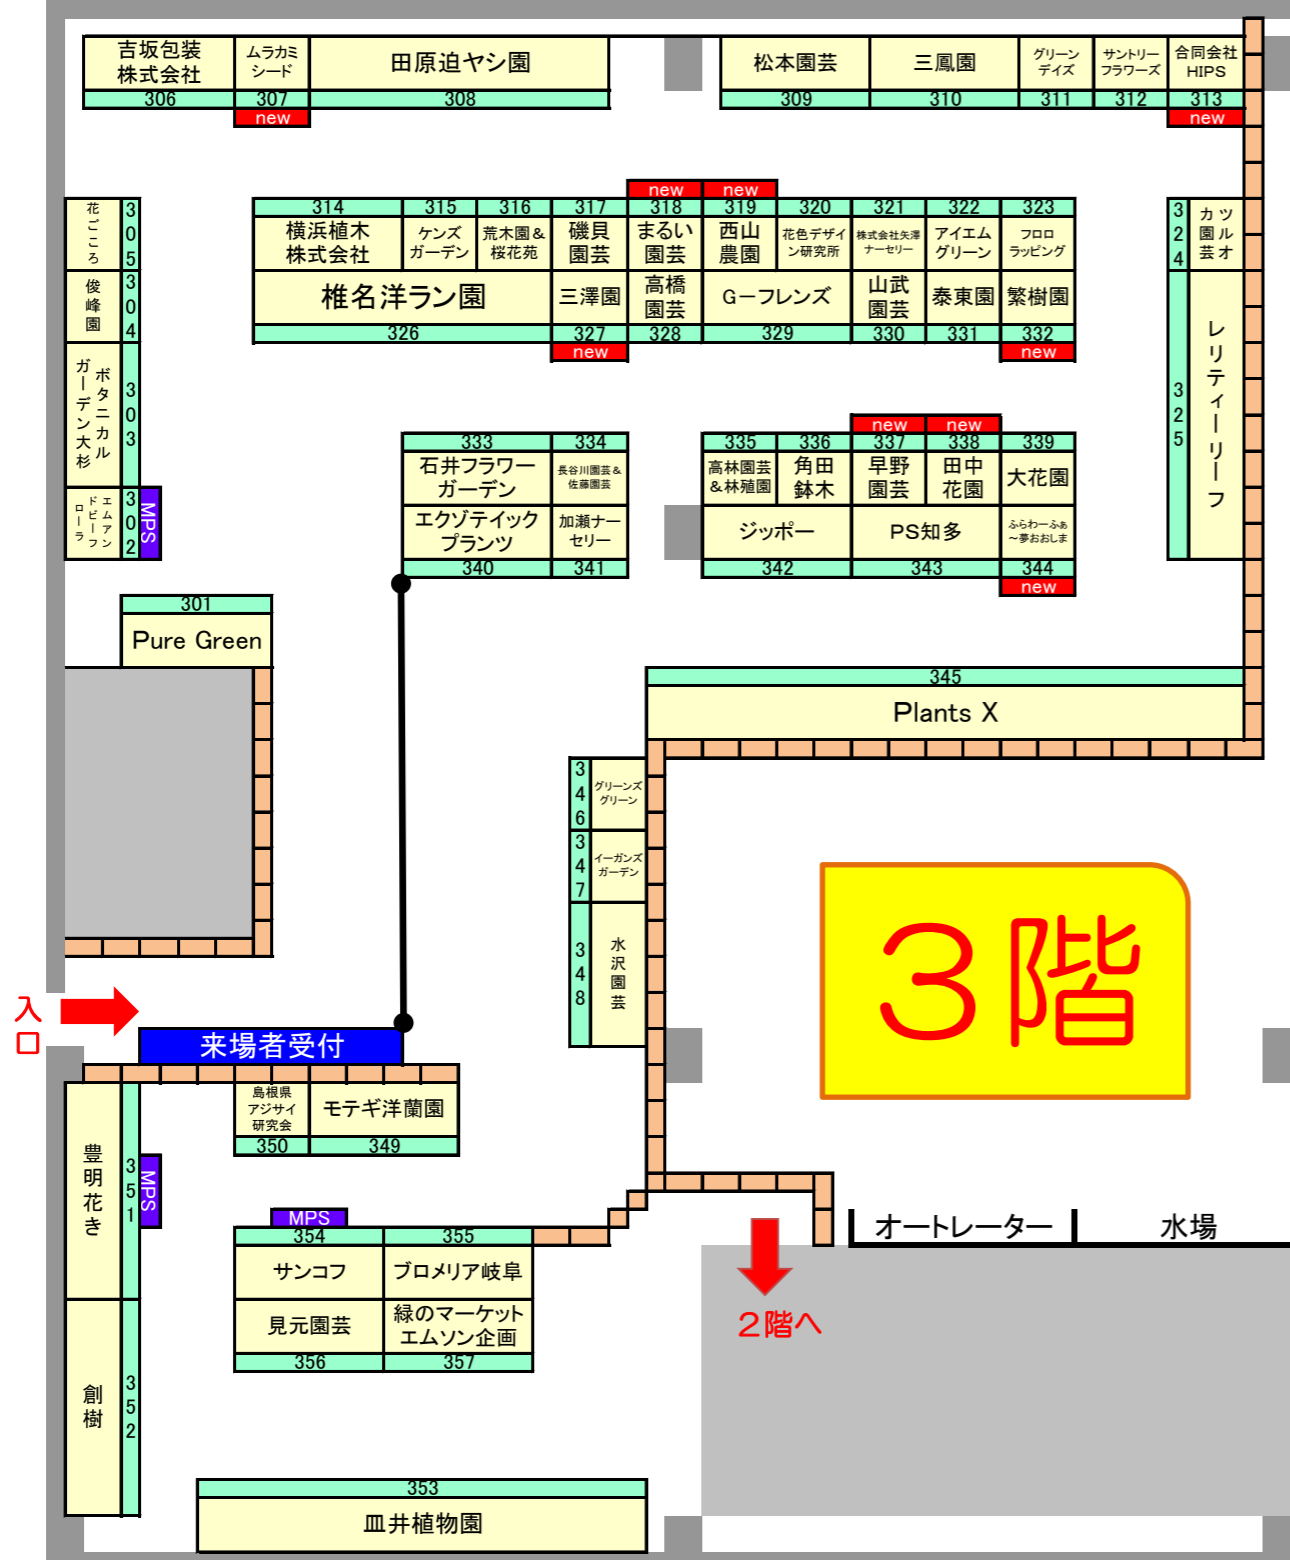 吉坂包装
株式会社
306
ムラカミ
シード
307
new
田原迫ヤシ園
308
松本園芸
309
三鳳園
310
グリーン
デイズ
311
サントリー
フラワーズ
312
合同会社
HIPS
313
new
花ごころ
305
俊峰園
304
ボタニカル
ガーデン大杉
303
エムアン
ドビーフ
ローラ
302
MPS
301
Pure Green
314
横浜植木
株式会社
315
ケンズ
ガーデン
316
荒木園&
桜花苑
317
磯貝
園芸
new
318
まるい
園芸
new
319
西山
農園
320
花色デザイ
ン研究所
321
株式会社矢澤
ナーセリー
322
アイエム
グリーン
323
フロロ
ラッピング
椎名洋ラン園
326
三澤園
327
new
高橋
園芸
328
G-フレンズ
329
山武
園芸
330
泰東園
331
繁樹園
332
new
324
ツルオ
カ園芸
325
レリティーリーフ
333
石井フラワー
ガーデン
334
長谷川園芸&
佐藤園芸
エクゾテイック
プランツ
340
加瀬ナー
セリー
341
335
高林園芸
&林殖園
336
角田
鉢木
new
337
早野
園芸
new
338
田中
花園
339
大花園
ジッポー
342
PS知多
343
ふらわーふぁ
~夢おおしま
344
new
345
Plants X
346
グリーンズ
グリーン
347
イーガンズ
ガーデン
348
水沢園芸
3階
入口
来場者受付
島根県
アジサイ
研究会
350
モテギ洋蘭園
349
豊明花き
351
MPS
創樹
352
MPS
354
サンコフ
355
ブロメリア岐阜
見元園芸
356
緑のマーケット
エムソン企画
357
353
皿井植物園
2階へ
オートレーター
水場